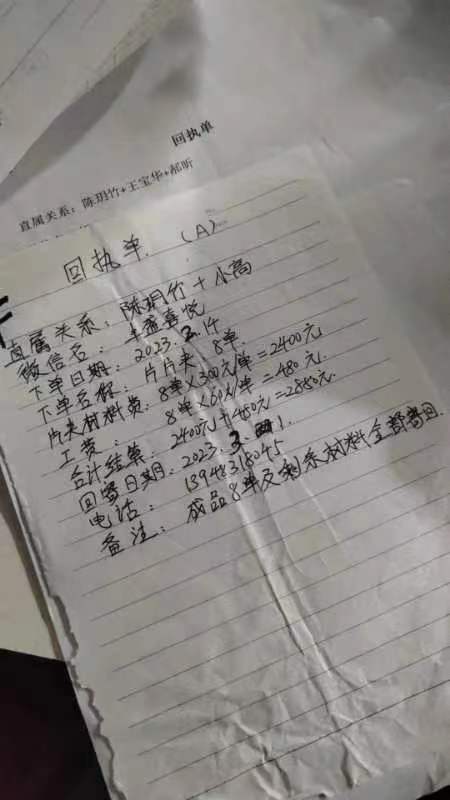 回执单
直属关系：陈玥竹+王宝华+郝昕
回执单 (A)
直属关系：陈玥竹+小高
微信名：丰盈喜悦
下单日期：2023.2.14
下单名称：片片夹 8单
片夹材料费：8单×300元/单=2400元
工费：8单×60/单=480元
合计结算：2400元+480元=2880元
回寄日期：2023.3.
电话：13948318045
备注：成品8单及剩余材料全部寄回.